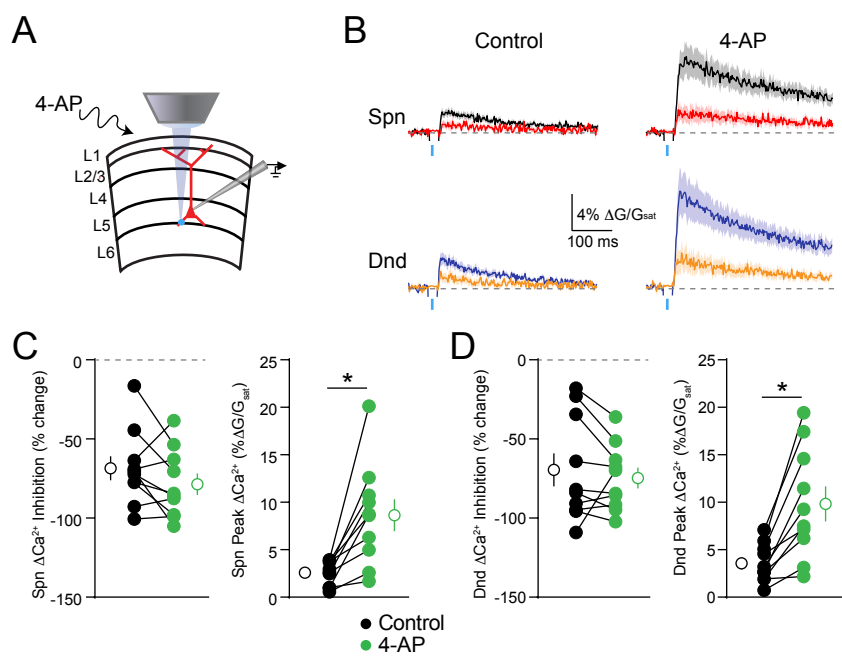 A
4-AP
L1
L2/3
L4
L5
L6
B
Control
4-AP
Spn
Dnd
4% ΔG/Gsat
100 ms
C
Spn ΔCa²⁺ Inhibition (% change)
0
-50
-100
-150
Spn Peak ΔCa²⁺ (%ΔG/Gsat)
25
20
15
10
5
0
*
D
Dnd ΔCa²⁺ Inhibition (% change)
0
-50
-100
-150
Dnd Peak ΔCa²⁺ (%ΔG/Gsat)
25
20
15
10
5
0
*
Control
4-AP